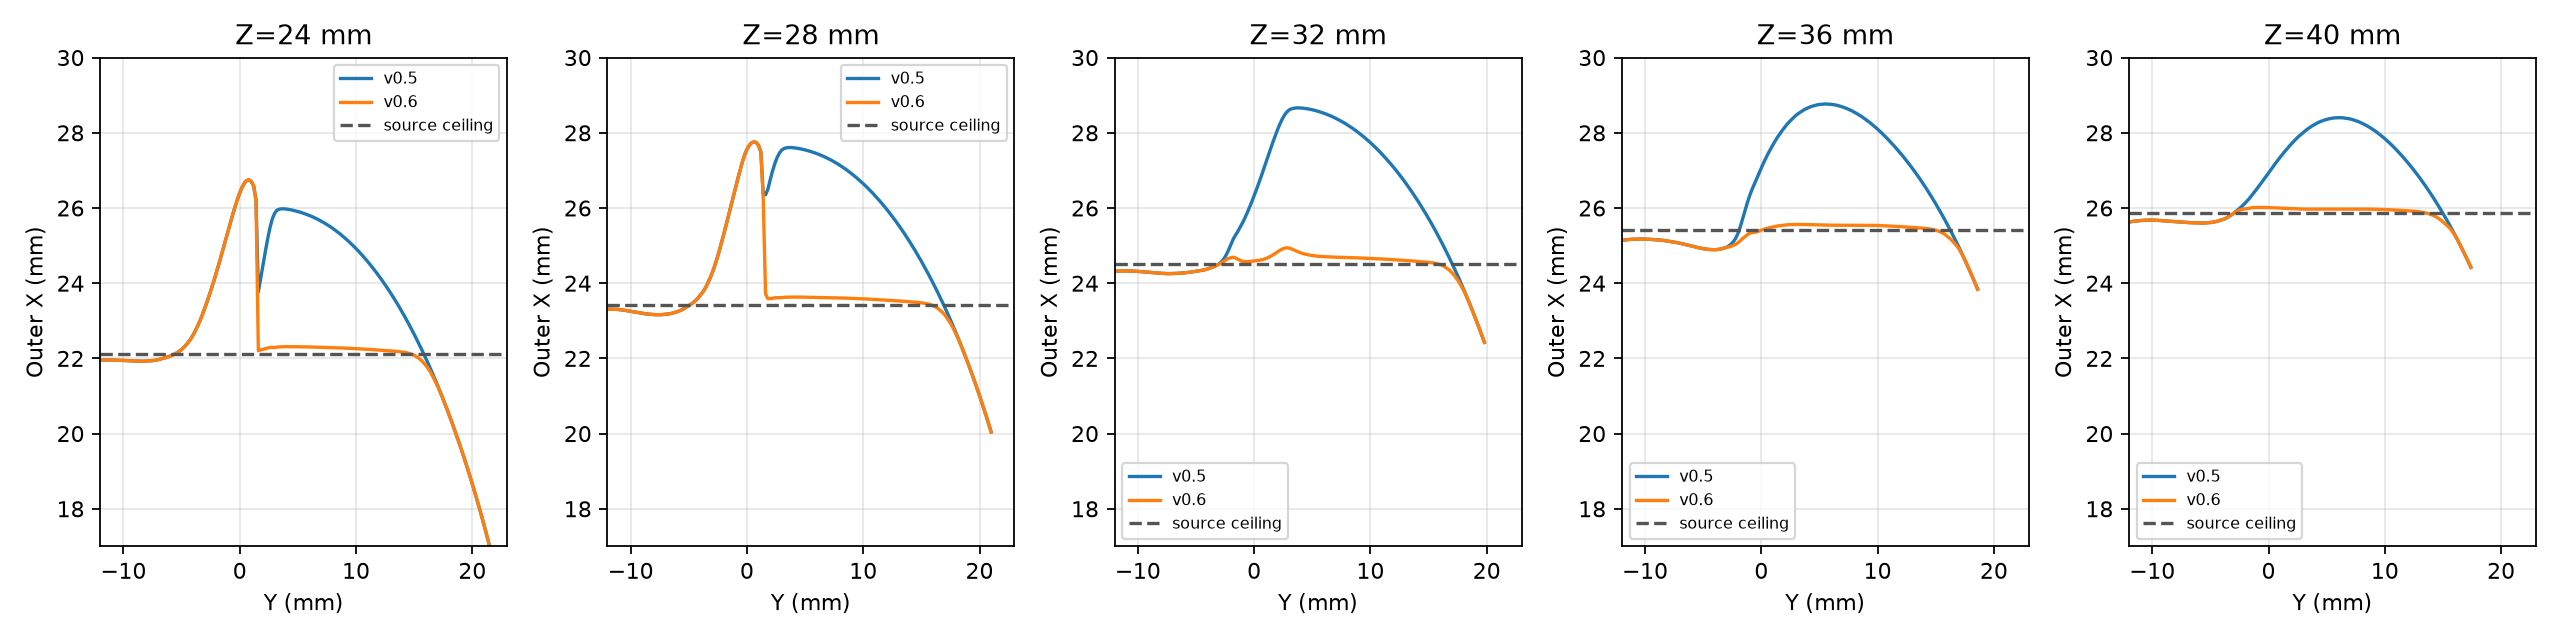 Z=24 mm
30
28
26
24
22
20
18
−10
0
10
20
Outer X (mm)
Y (mm)
v0.5
v0.6
source ceiling
Z=28 mm
30
28
26
24
22
20
18
−10
0
10
20
Outer X (mm)
Y (mm)
v0.5
v0.6
source ceiling
Z=32 mm
30
28
26
24
22
20
18
−10
0
10
20
Outer X (mm)
Y (mm)
v0.5
v0.6
source ceiling
Z=36 mm
30
28
26
24
22
20
18
−10
0
10
20
Outer X (mm)
Y (mm)
v0.5
v0.6
source ceiling
Z=40 mm
30
28
26
24
22
20
18
−10
0
10
20
Outer X (mm)
Y (mm)
v0.5
v0.6
source ceiling